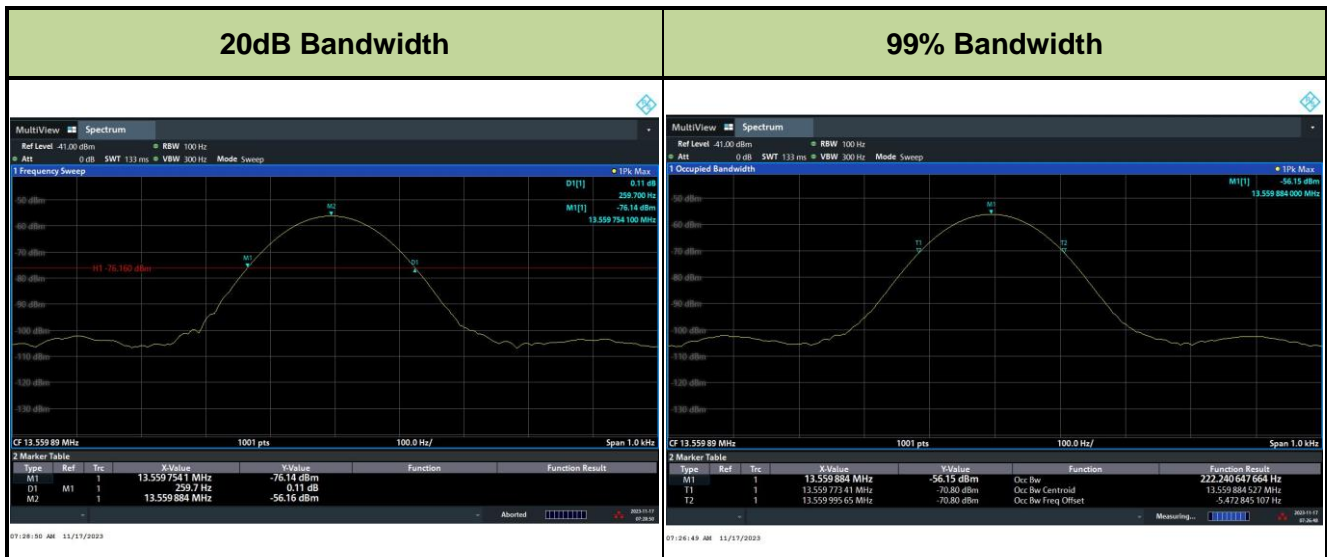 20dB Bandwidth
MultiView Spectrum
Ref Level -41.00 dBm RBW 100 Hz
Att 0 dB SWT 133 ms VBW 300 Hz Mode Sweep
1 Frequency Sweep 1Pk Max
D1[1] 0.11 dB
259.700 Hz
M1[1] -76.14 dBm
13.559 754 100 MHz
-50 dBm
M2
-60 dBm
-70 dBm
M1
D1
H1 -76.160 dBm
-80 dBm
-90 dBm
-100 dBm
-110 dBm
-120 dBm
-130 dBm
CF 13.559 89 MHz 1001 pts 100.0 Hz/ Span 1.0 kHz
2 Marker Table
Type Ref Trc X-Value Y-Value Function Function Result
M1 1 13.559 754 1 MHz -76.14 dBm
D1 M1 1 259.7 Hz 0.11 dB
M2 1 13.559 884 MHz -56.16 dBm
Aborted 2023-11-17
07:28:50
07:28:50 AM 11/17/2023
99% Bandwidth
MultiView Spectrum
Ref Level -41.00 dBm RBW 100 Hz
Att 0 dB SWT 133 ms VBW 300 Hz Mode Sweep
1 Occupied Bandwidth 1Pk Max
M1[1] -56.15 dBm
13.559 884 000 MHz
-50 dBm
M1
-60 dBm
T1 T2
-70 dBm
-80 dBm
-90 dBm
-100 dBm
-110 dBm
-120 dBm
-130 dBm
CF 13.559 89 MHz 1001 pts 100.0 Hz/ Span 1.0 kHz
2 Marker Table
Type Ref Trc X-Value Y-Value Function Function Result
M1 1 13.559 884 MHz -56.15 dBm Occ Bw 222.240 647 664 Hz
T1 1 13.559 773 41 MHz -70.80 dBm Occ Bw Centroid 13.559 884 527 MHz
T2 1 13.559 995 65 MHz -70.80 dBm Occ Bw Freq Offset -5.472 845 107 Hz
Measuring... 2023-11-17
07:26:48
07:26:49 AM 11/17/2023